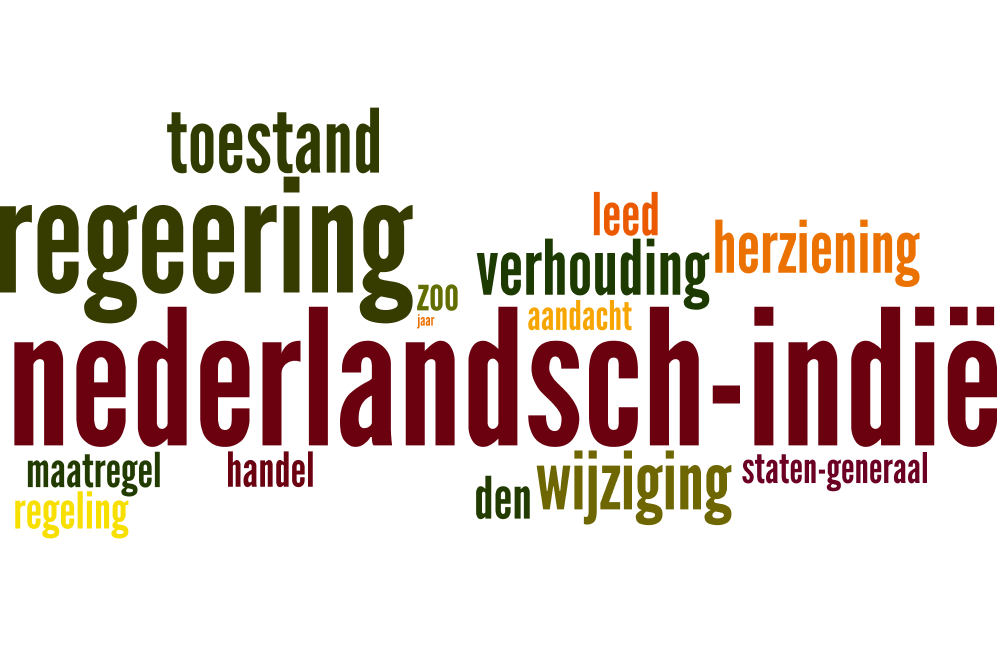 toestand
regeering
leed
herziening
verhouding
zoo
jaar
aandacht
nederlandsch-indië
maatregel
handel
wijziging
staten-generaal
den
regeling